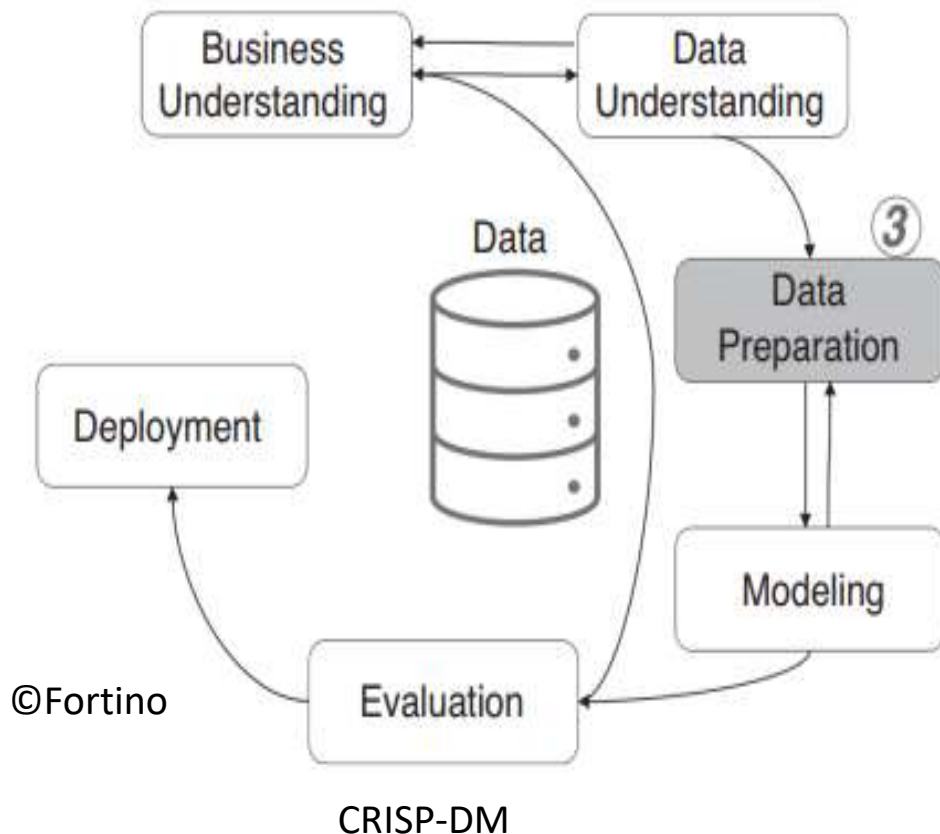 Business
Understanding
Data
Understanding
3
Data
Data
Preparation
Deployment
Modeling
©Fortino
Evaluation
CRISP-DM